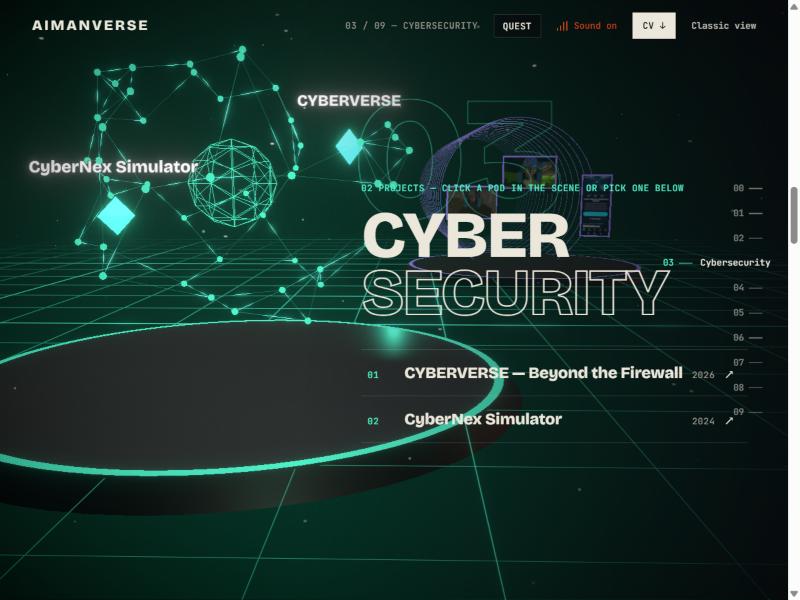 AIMANVERSE
03 / 09 — CYBERSECURITY
QUEST
Sound on
CV ↓
Classic view
CYBERVERSE
CyberNex Simulator
03
02 PROJECTS — CLICK A POD IN THE SCENE OR PICK ONE BELOW
CYBER
SECURITY
01 CYBERVERSE — Beyond the Firewall 2026 ↗
02 CyberNex Simulator 2024 ↗
00
01
02
03 Cybersecurity
04
05
06
07
08
09